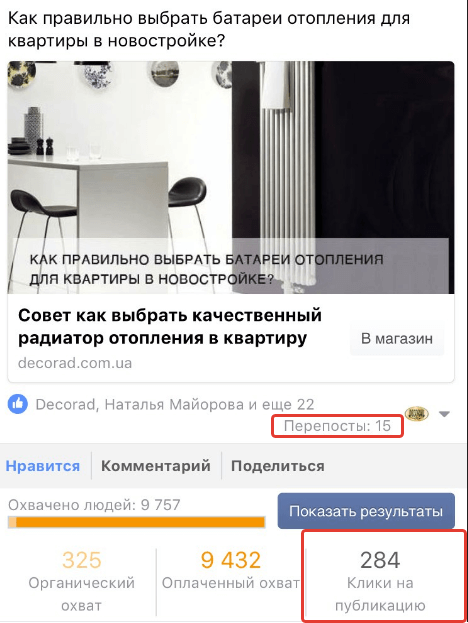 Как правильно выбрать батареи отопления для
квартиры в новостройке?
КАК ПРАВИЛЬНО ВЫБРАТЬ БАТАРЕИ ОТОПЛЕНИЯ
ДЛЯ КВАРТИРЫ В НОВОСТРОЙКЕ?
Совет как выбрать качественный
радиатор отопления в квартиру
В магазин
decorad.com.ua
Decorad, Наталья Майорова и еще 22
Перепосты: 15
Нравится
Комментарий
Поделиться
Охвачено людей: 9 757
Показать результаты
325
Органический
охват
9 432
Оплаченный охват
284
Клики на
публикацию